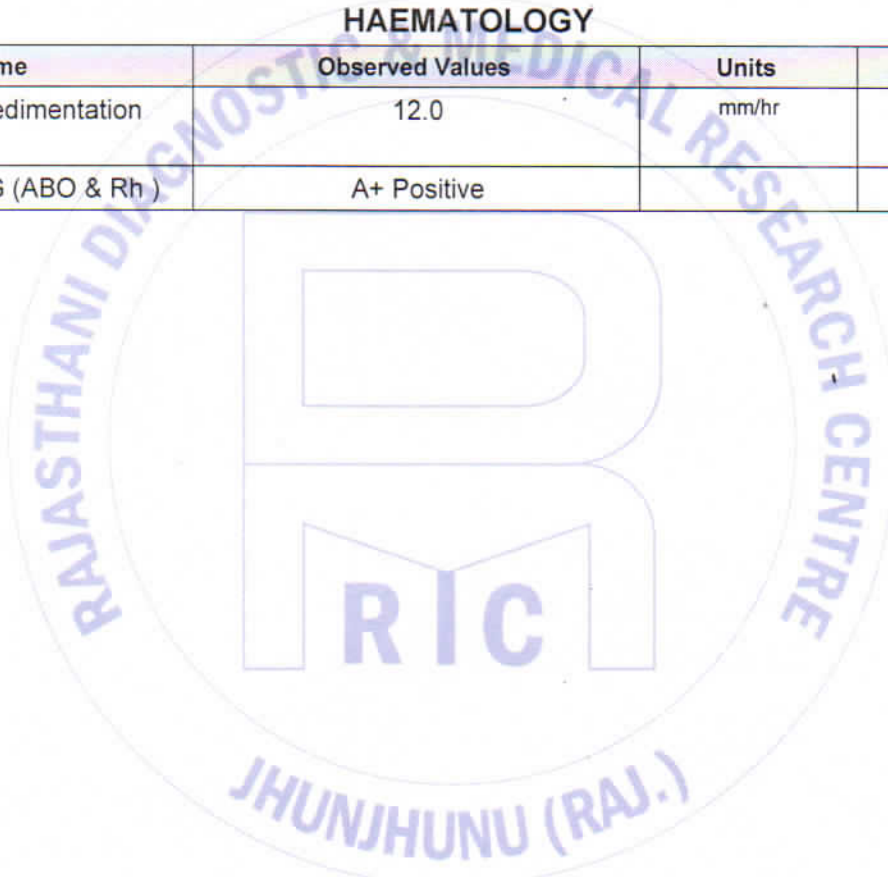 HAEMATOLOGY
me Observed Values Units
edimentation 12.0 mm/hr
(ABO & Rh ) A+ Positive
RAJASTHANI DIAGNOSTIC & MEDICAL RESEARCH CENTRE
RIC
JHUNJHUNU (RAJ.)